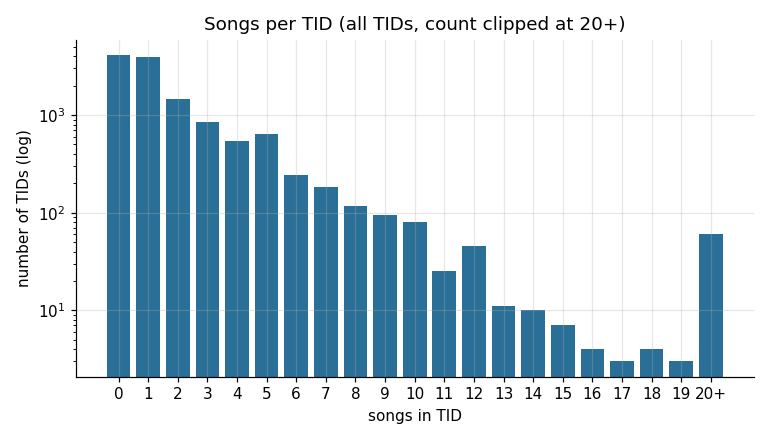 Songs per TID (all TIDs, count clipped at 20+)
number of TIDs (log)
10³
10²
10¹
0 1 2 3 4 5 6 7 8 9 10 11 12 13 14 15 16 17 18 19 20+
songs in TID